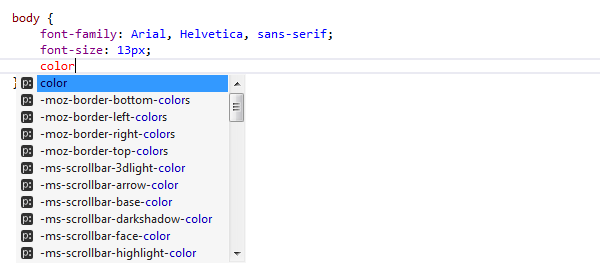 body {
    font-family: Arial, Helvetica, sans-serif;
    font-size: 13px;
    color
}
p: color
p: -moz-border-bottom-colors
p: -moz-border-left-colors
p: -moz-border-right-colors
p: -moz-border-top-colors
p: -ms-scrollbar-3dlight-color
p: -ms-scrollbar-arrow-color
p: -ms-scrollbar-base-color
p: -ms-scrollbar-darkshadow-color
p: -ms-scrollbar-face-color
p: -ms-scrollbar-highlight-color